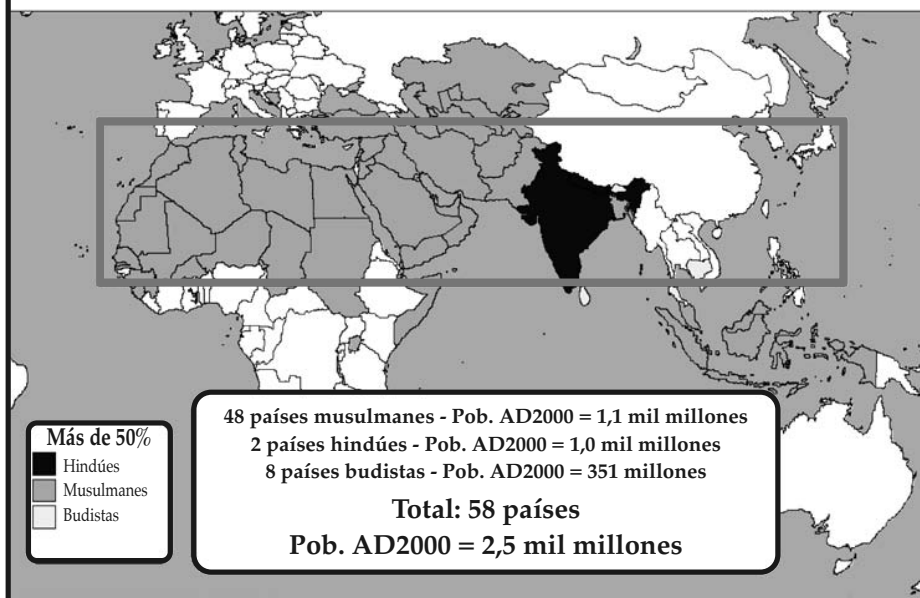 Más de 50%
Hindúes
Musulmanes
Budistas
48 países musulmanes - Pob. AD2000 = 1,1 mil millones
2 países hindúes - Pob. AD2000 = 1,0 mil millones
8 países budistas - Pob. AD2000 = 351 millones
Total: 58 países
Pob. AD2000 = 2,5 mil millones